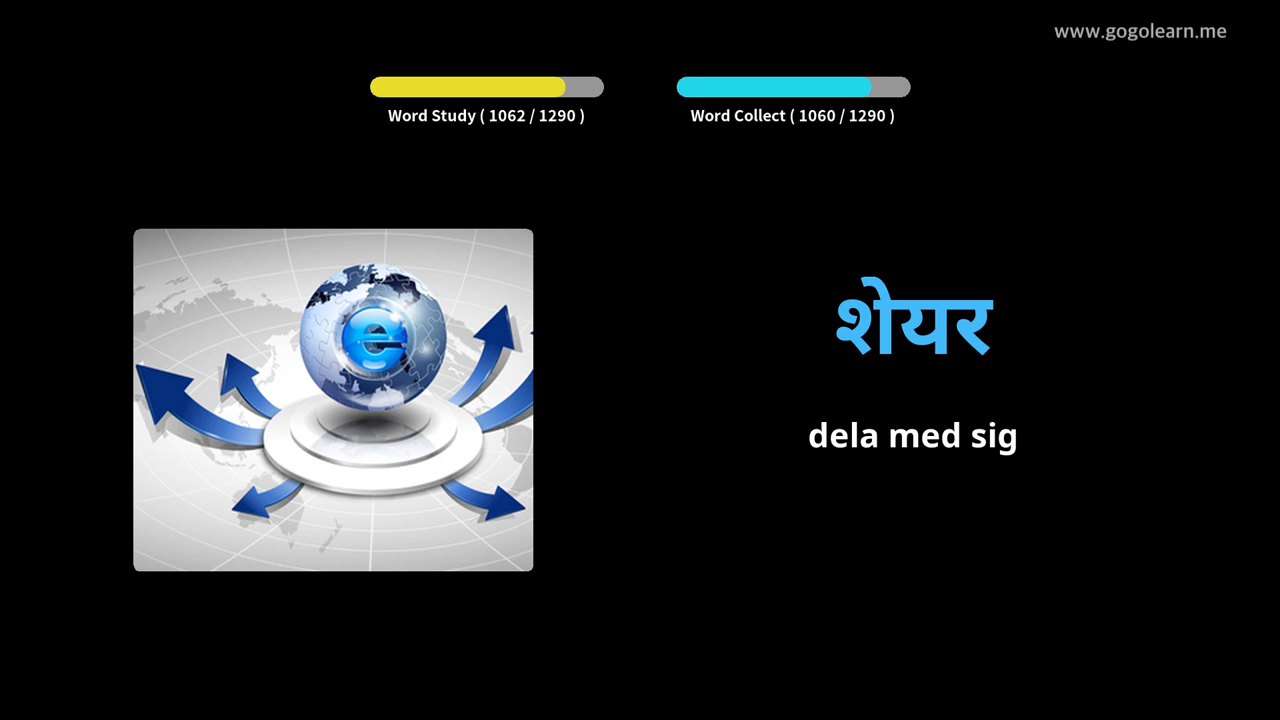 www.gogolearn.me
Word Study ( 1062 / 1290 )
Word Collect ( 1060 / 1290 )
e
शेयर
dela med sig